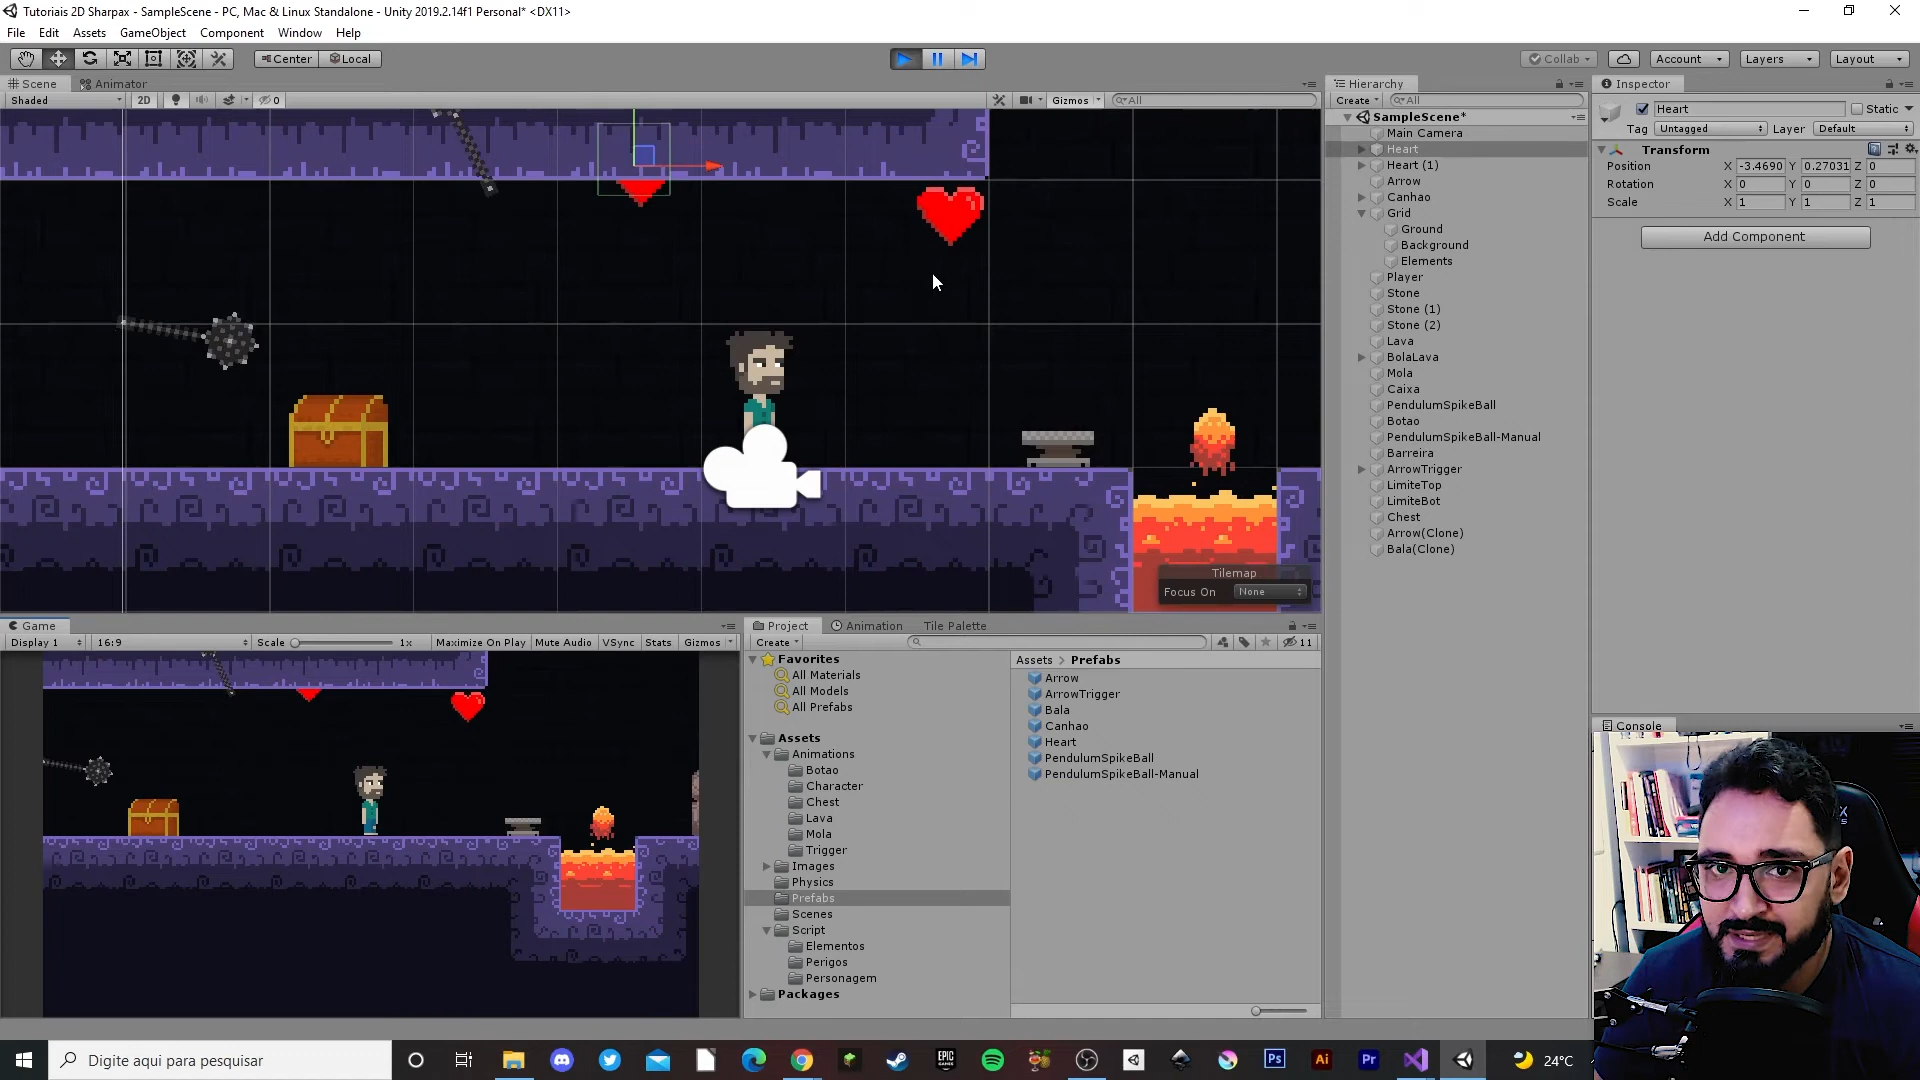 Tutoriais 2D Sharpax - SampleScene - PC, Mac & Linux Standalone - Unity 2019.2.14f1 Personal* <DX11>
File Edit Assets GameObject Component Window Help
Center Local Collab Account Layers Layout
Scene Animator
Shaded 2D 0 Gizmos All
Tilemap
Focus On None
Hierarchy
Create All
SampleScene*
Main Camera
Heart
Heart (1)
Arrow
Canhao
Grid
Ground
Background
Elements
Player
Stone
Stone (1)
Stone (2)
Lava
BolaLava
Mola
Caixa
PendulumSpikeBall
Botao
PendulumSpikeBall-Manual
Barreira
ArrowTrigger
LimiteTop
LimiteBot
Chest
Arrow(Clone)
Bala(Clone)
Inspector
Heart Static
Tag Untagged Layer Default
Transform
Position X -3.4690 Y 0.27031 Z 0
Rotation X 0 Y 0 Z 0
Scale X 1 Y 1 Z 1
Add Component
Console
Game
Display 1 16:9 Scale 1x Maximize On Play Mute Audio VSync Stats Gizmos
Project Animation Tile Palette
Create 11
Favorites
All Materials
All Models
All Prefabs
Assets
Animations
Botao
Character
Chest
Lava
Mola
Trigger
Images
Physics
Prefabs
Scenes
Script
Elementos
Perigos
Personagem
Packages
Assets > Prefabs
Arrow
ArrowTrigger
Bala
Canhao
Heart
PendulumSpikeBall
PendulumSpikeBall-Manual
Digite aqui para pesquisar
EPIC GAMES
Ps
Ai
Pr
24°C